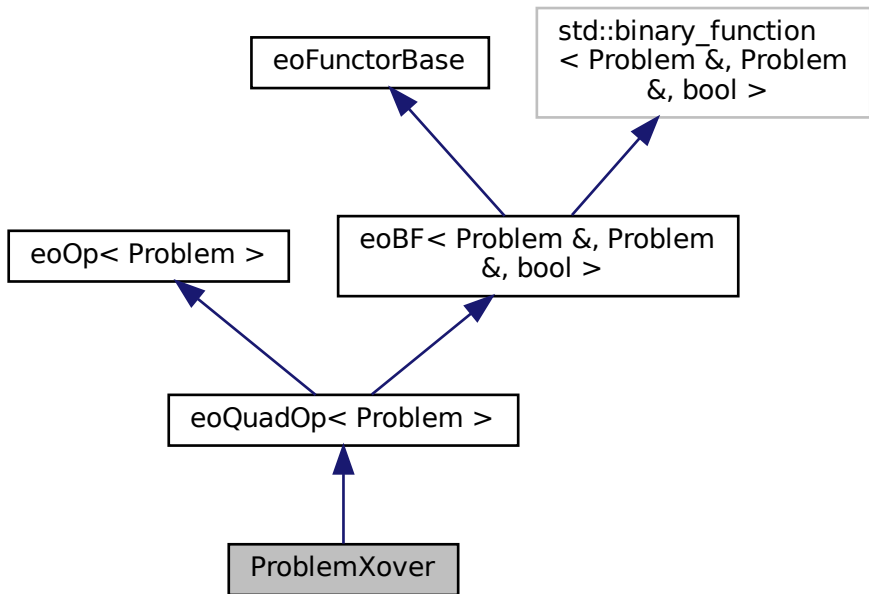 std::binary_function
< Problem &, Problem
&, bool >
eoFunctorBase
eoBF< Problem &, Problem
&, bool >
eoOp< Problem >
eoQuadOp< Problem >
ProblemXover